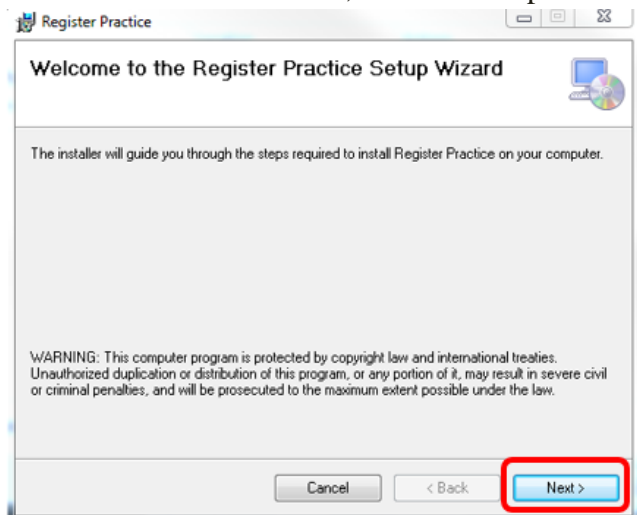 Register Practice
Welcome to the Register Practice Setup Wizard
The installer will guide you through the steps required to install Register Practice on your computer.
WARNING: This computer program is protected by copyright law and international treaties.
Unauthorized duplication or distribution of this program, or any portion of it, may result in severe civil
or criminal penalties, and will be prosecuted to the maximum extent possible under the law.
Cancel < Back Next >